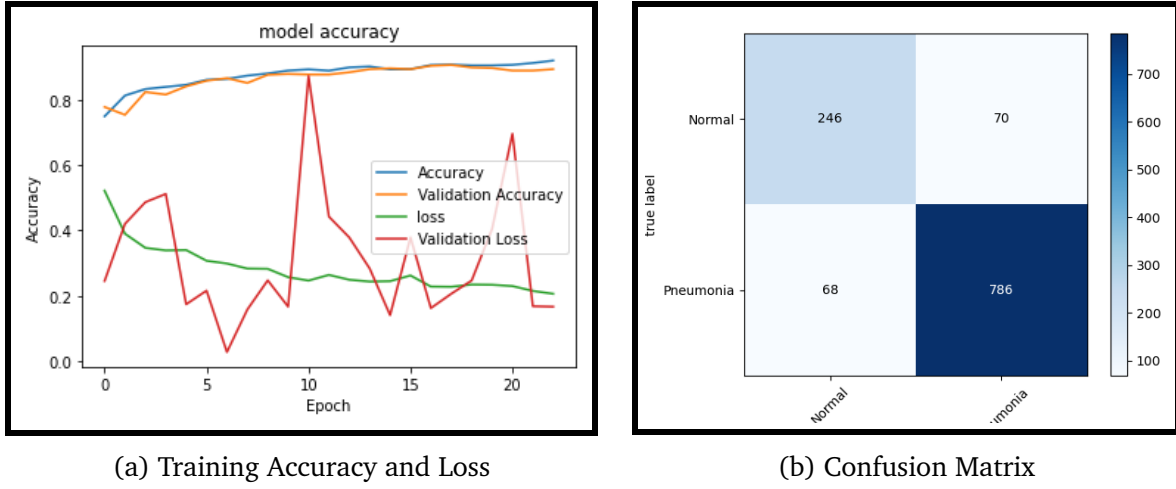 model accuracy
Accuracy
0.8
0.6
0.4
0.2
0.0
Accuracy
Validation Accuracy
loss
Validation Loss
0
5
10
15
20
Epoch
(a) Training Accuracy and Loss
true label
Normal
246
70
Pneumonia
68
786
Normal
umonia
700
600
500
400
300
200
100
(b) Confusion Matrix